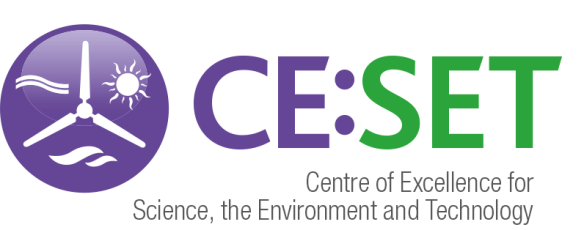 CE:SET
Centre of Excellence for
Science, the Environment and Technology